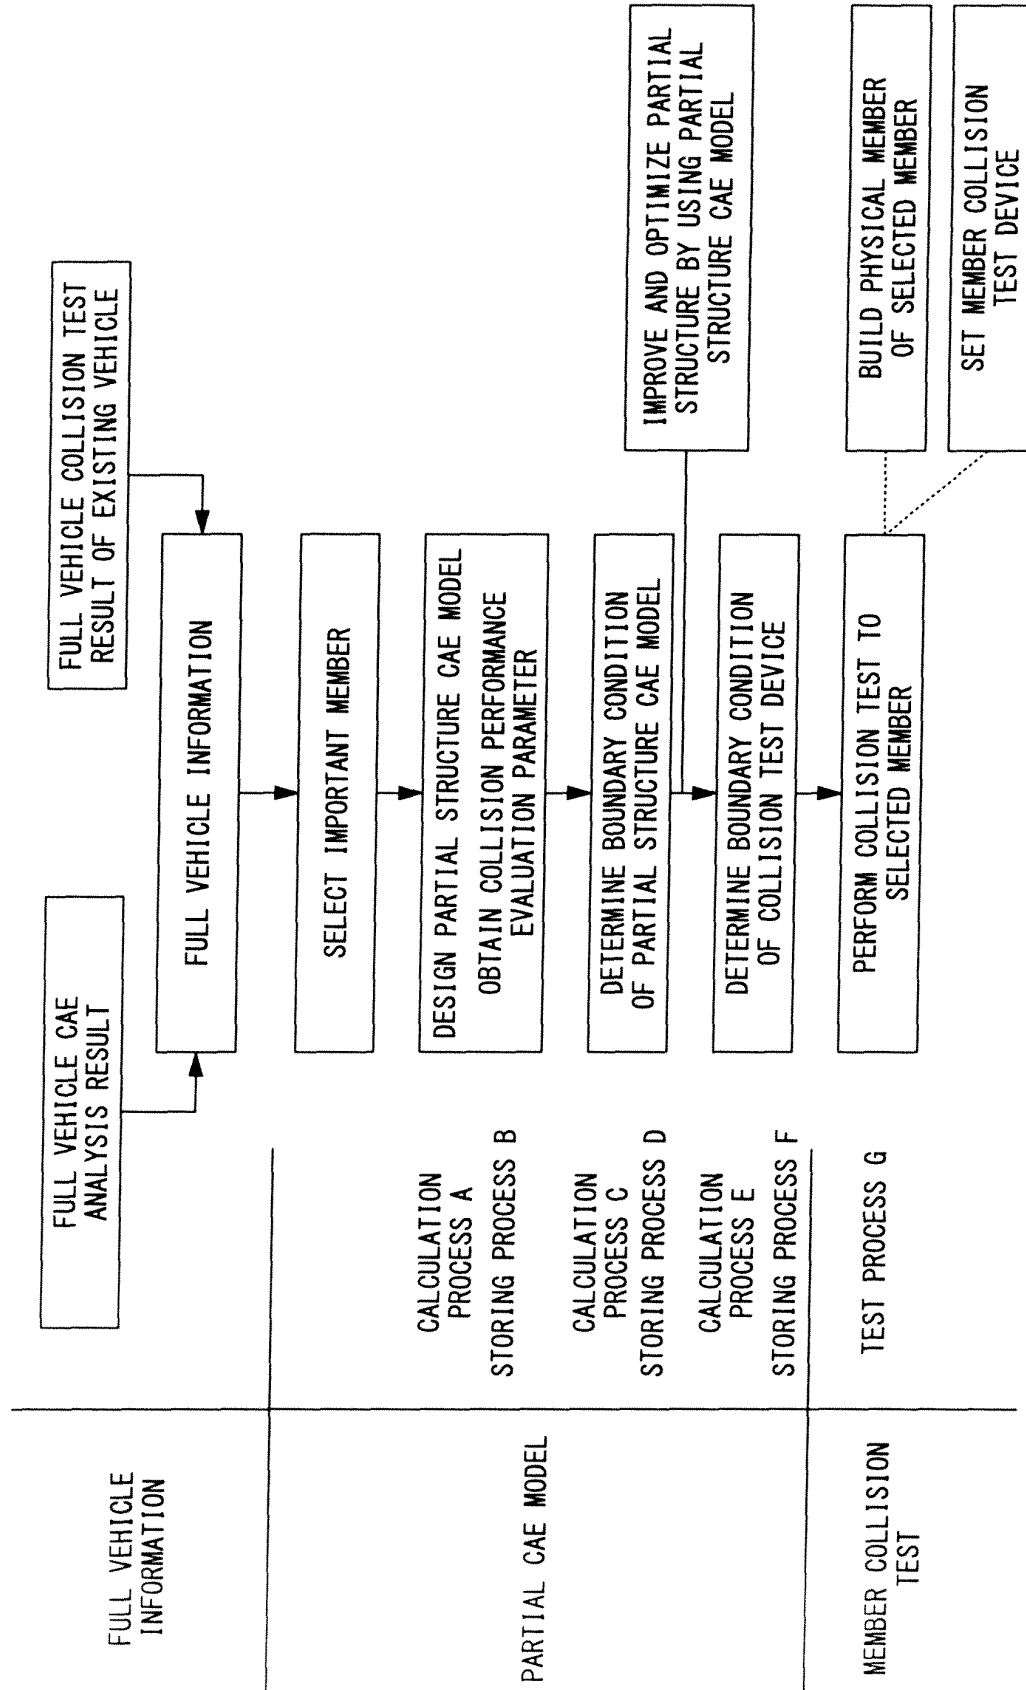 FULL VEHICLE
INFORMATION
FULL VEHICLE CAE
ANALYSIS RESULT
FULL VEHICLE COLLISION TEST
RESULT OF EXISTING VEHICLE
FULL VEHICLE INFORMATION
PARTIAL CAE MODEL
SELECT IMPORTANT MEMBER
CALCULATION
PROCESS A
STORING PROCESS B
DESIGN PARTIAL STRUCTURE CAE MODEL
OBTAIN COLLISION PERFORMANCE
EVALUATION PARAMETER
CALCULATION
PROCESS C
STORING PROCESS D
DETERMINE BOUNDARY CONDITION
OF PARTIAL STRUCTURE CAE MODEL
IMPROVE AND OPTIMIZE PARTIAL
STRUCTURE BY USING PARTIAL
STRUCTURE CAE MODEL
CALCULATION
PROCESS E
STORING PROCESS F
DETERMINE BOUNDARY CONDITION
OF COLLISION TEST DEVICE
MEMBER COLLISION
TEST
TEST PROCESS G
PERFORM COLLISION TEST TO
SELECTED MEMBER
BUILD PHYSICAL MEMBER
OF SELECTED MEMBER
SET MEMBER COLLISION
TEST DEVICE